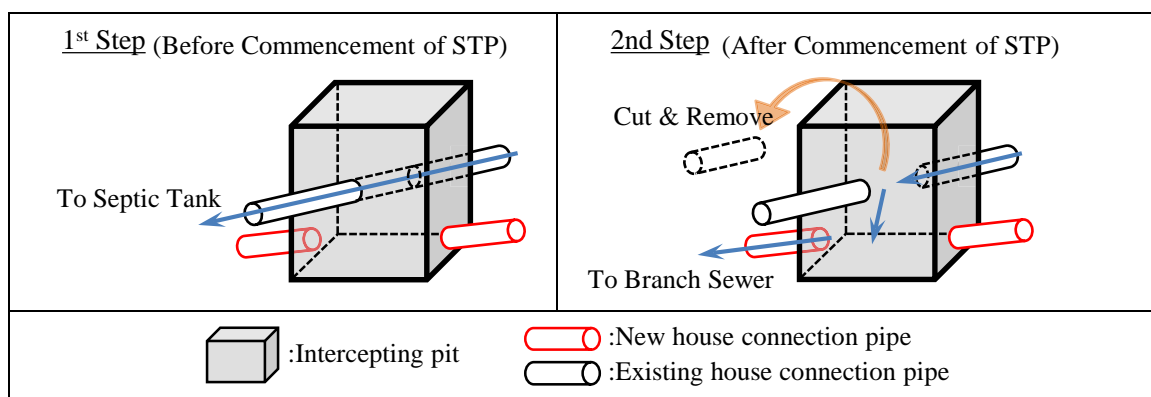 1st Step (Before Commencement of STP)
To Septic Tank
2nd Step (After Commencement of STP)
Cut & Remove
To Branch Sewer
:Intercepting pit
:New house connection pipe
:Existing house connection pipe